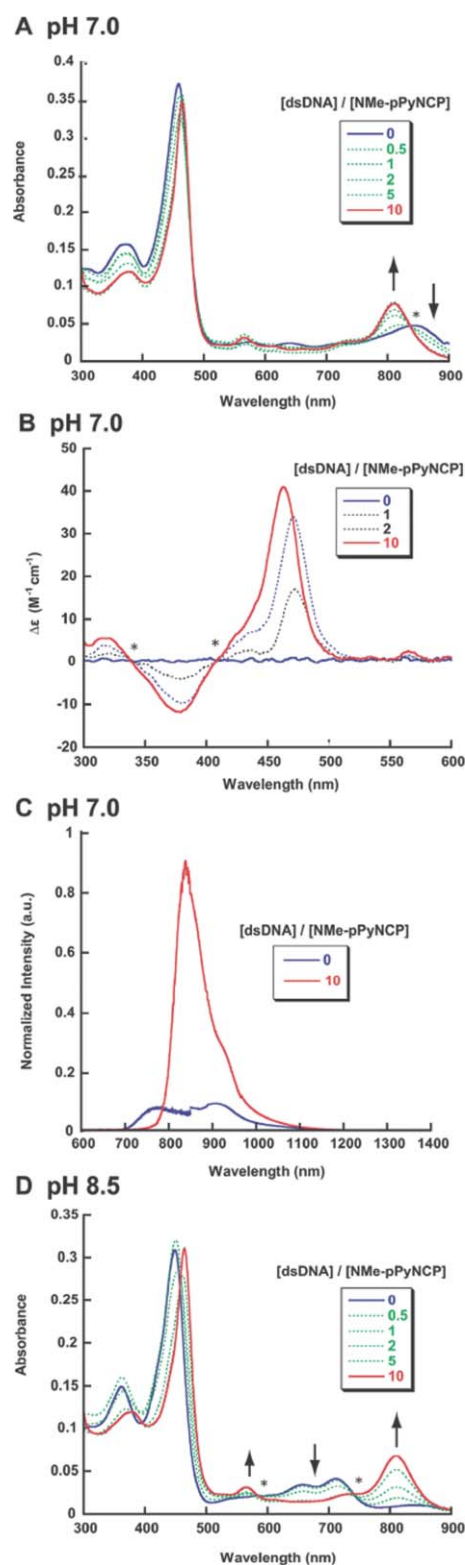 A pH 7.0
[dsDNA] / [NMe-pPyNCP]
0
0.5
1
2
5
10
*
Absorbance
0.4
0.35
0.3
0.25
0.2
0.15
0.1
0.05
0
300 400 500 600 700 800 900
Wavelength (nm)
B pH 7.0
[dsDNA] / [NMe-pPyNCP]
0
1
2
10
* *
Δε (M⁻¹ cm⁻¹)
50
40
30
20
10
0
-10
-20
300 350 400 450 500 550 600
Wavelength (nm)
C pH 7.0
[dsDNA] / [NMe-pPyNCP]
0
10
Normalized Intensity (a.u.)
1
0.8
0.6
0.4
0.2
0
600 700 800 900 1000 1100 1200 1300 1400
Wavelength (nm)
D pH 8.5
[dsDNA] / [NMe-pPyNCP]
0
0.5
1
2
5
10
* *
Absorbance
0.35
0.3
0.25
0.2
0.15
0.1
0.05
0
300 400 500 600 700 800 900
Wavelength (nm)